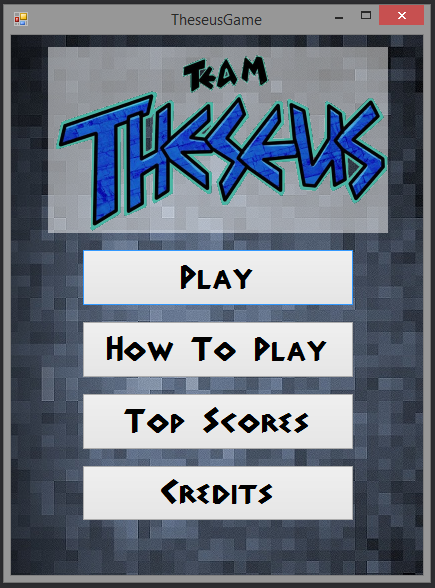 TheseusGame
TEAM
THESEUS
PLAY
HOW TO PLAY
TOP SCORES
CREDITS